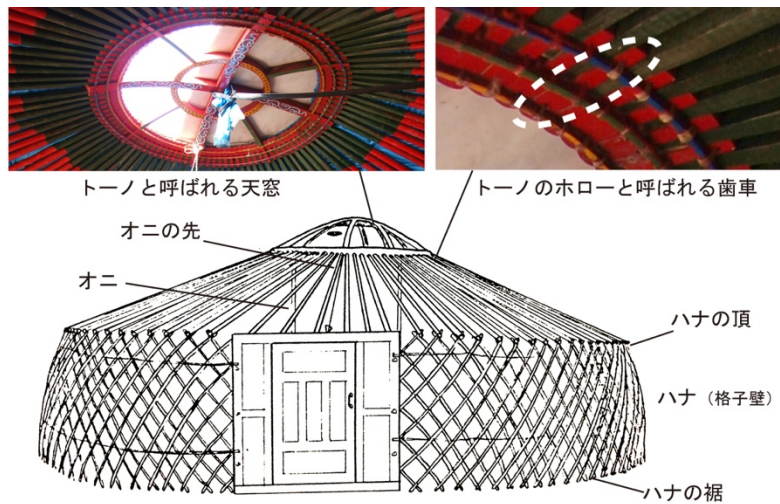 トーノと呼ばれる天窓
トーノのホローと呼ばれる歯車
オニの先
オニ
ハナの頂
ハナ（格子壁）
ハナの裾